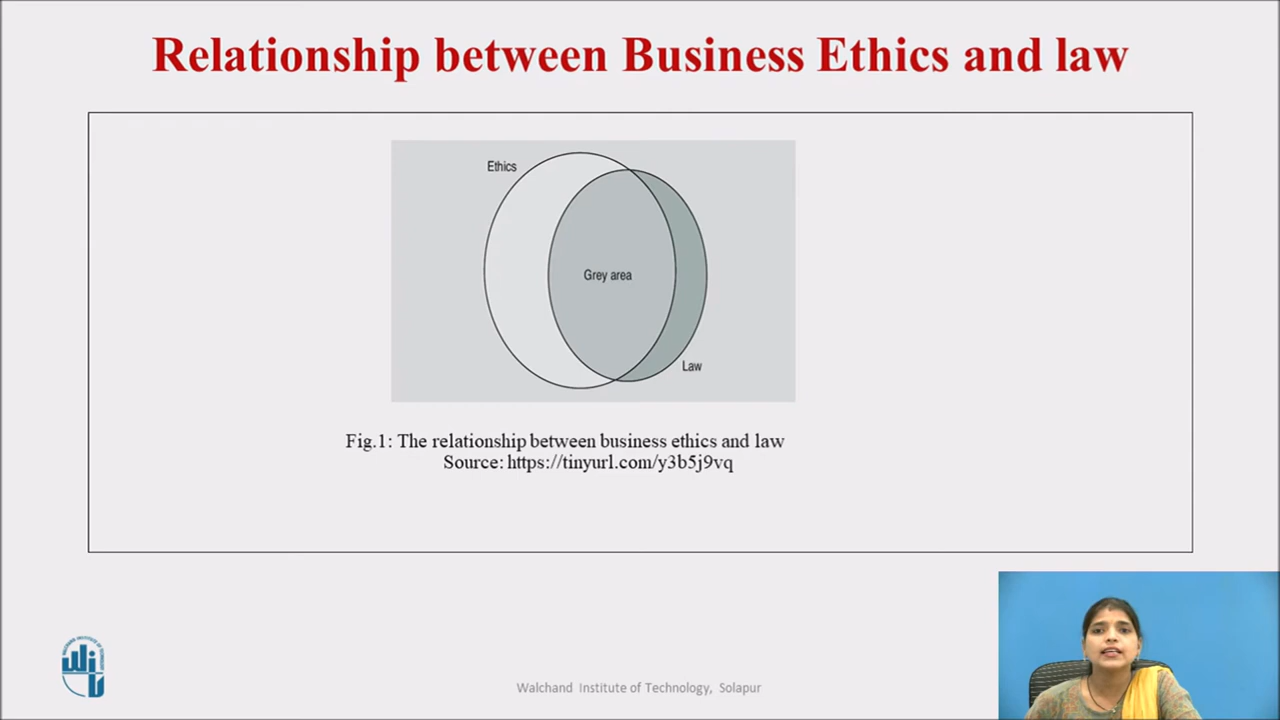 Relationship between Business Ethics and law
Ethics
Grey area
Law
Fig.1: The relationship between business ethics and law
Source: https://tinyurl.com/y3b5j9vq
Walchand Institute of Technology, Solapur